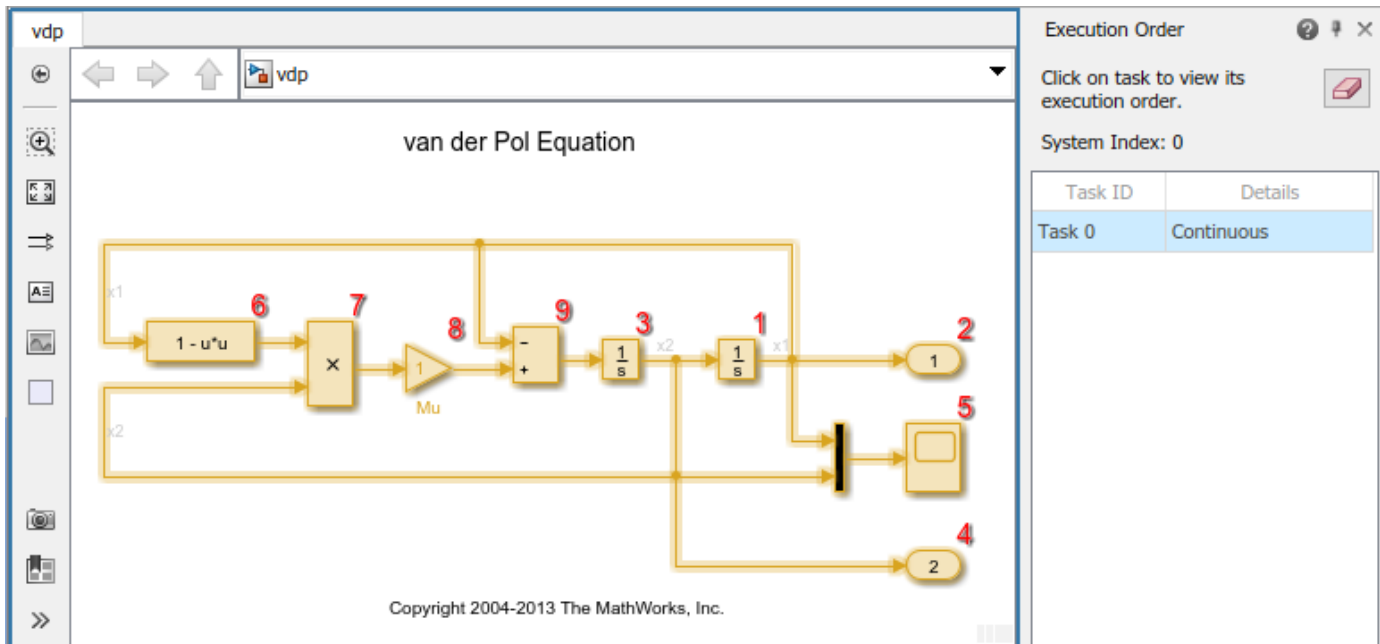 vdp
Execution Order
vdp
Click on task to view its
execution order.
System Index: 0
Task ID Details
Task 0 Continuous
van der Pol Equation
x1
6
7
8
9
3
1
2
1 - u*u
×
1
Mu
−
+
1
s
x2
1
s
x1
1
5
x2
4
2
Copyright 2004-2013 The MathWorks, Inc.